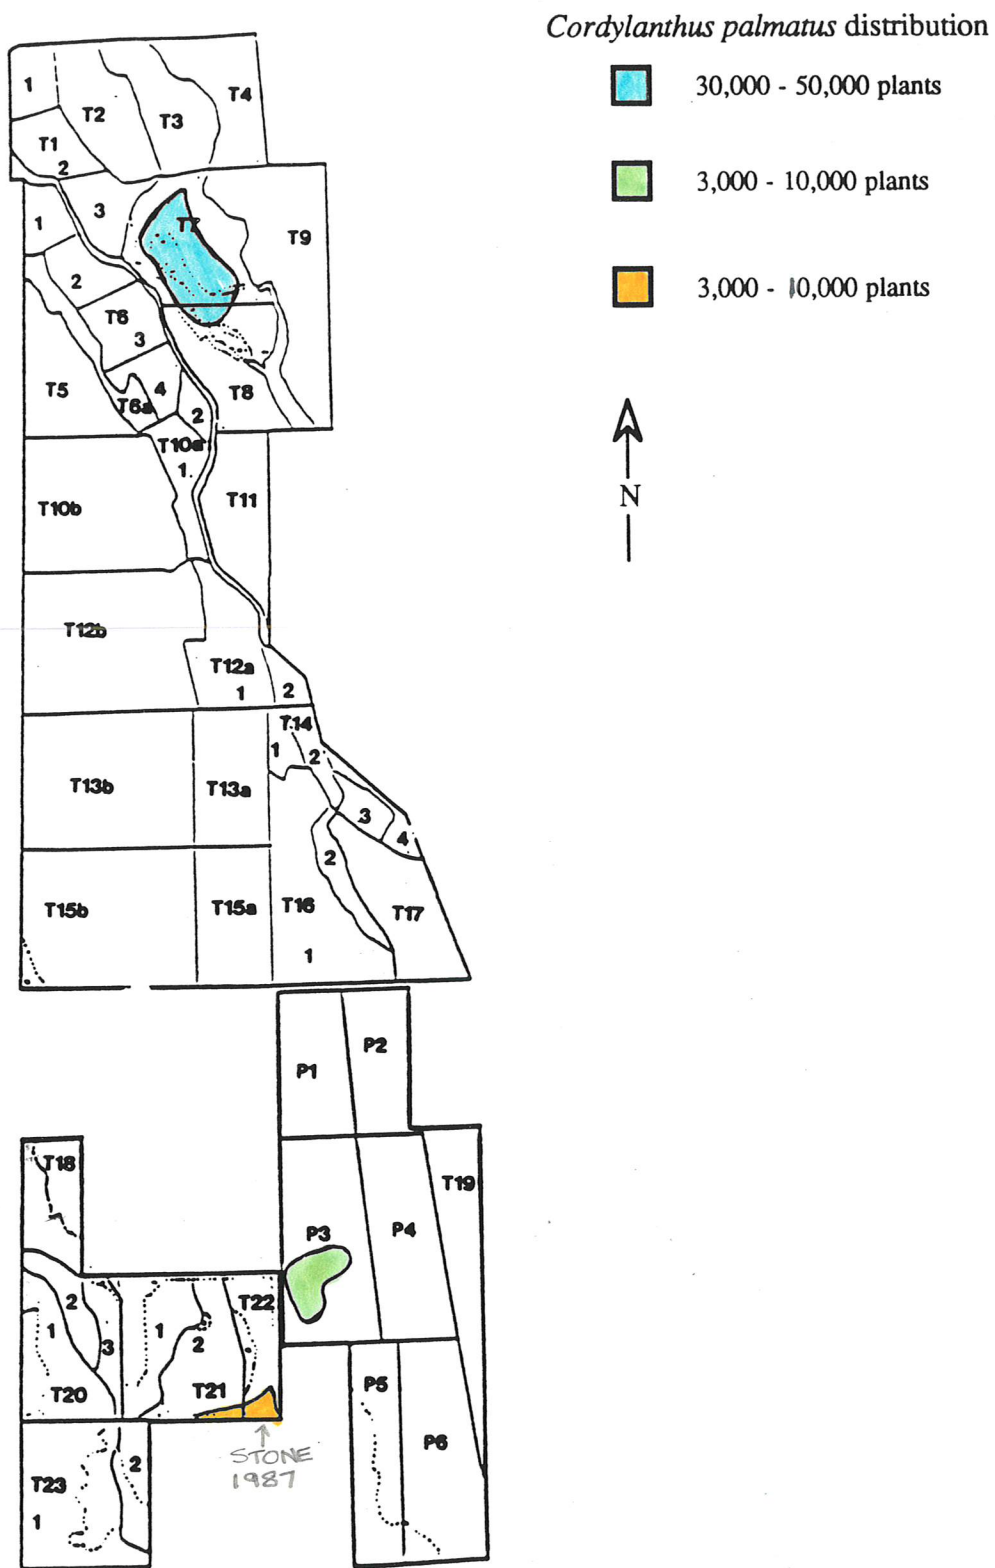 Cordylanthus palmatus distribution
30,000 - 50,000 plants
3,000 - 10,000 plants
3,000 - 10,000 plants
N
1
T2
T4
T3
T1
2
3
T7
1
T9
2
T6
3
T5
4
T8
T6a
2
T10a
1
T11
T10b
T12b
T12a
1
2
T14
1
2
T13b
T13a
3
4
2
T15b
T15a
T16
T17
1
P2
P1
T18
T19
P3
P4
2
T22
1
3
1
2
T20
T21
P5
P6
STONE
1987
2
T23
1